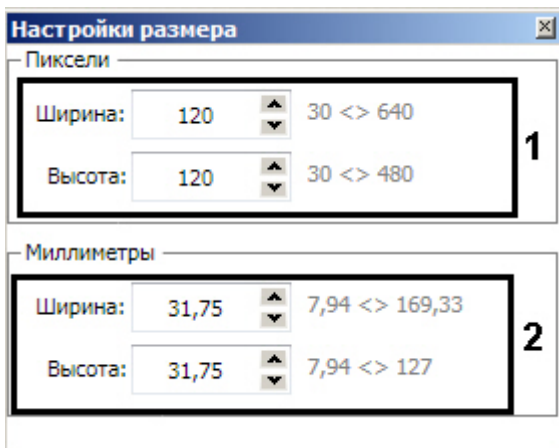 Настройки размера
Пиксели
Ширина: 120 30 <> 640
1
Высота: 120 30 <> 480
Миллиметры
Ширина: 31,75 7,94 <> 169,33
2
Высота: 31,75 7,94 <> 127